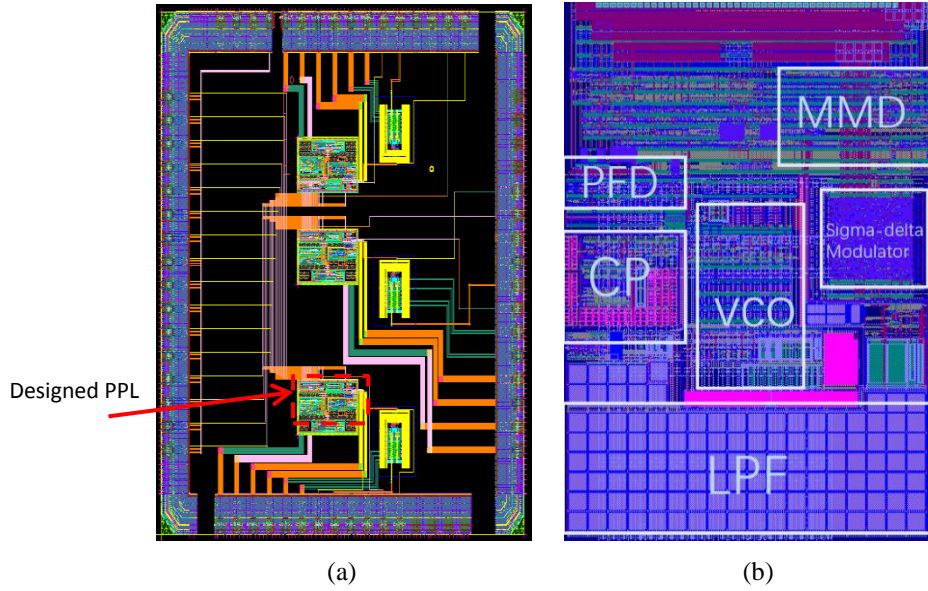 Designed PPL
MMD
PFD
Sigma-delta
Modulator
CP
VCO
LPF
(a)
(b)